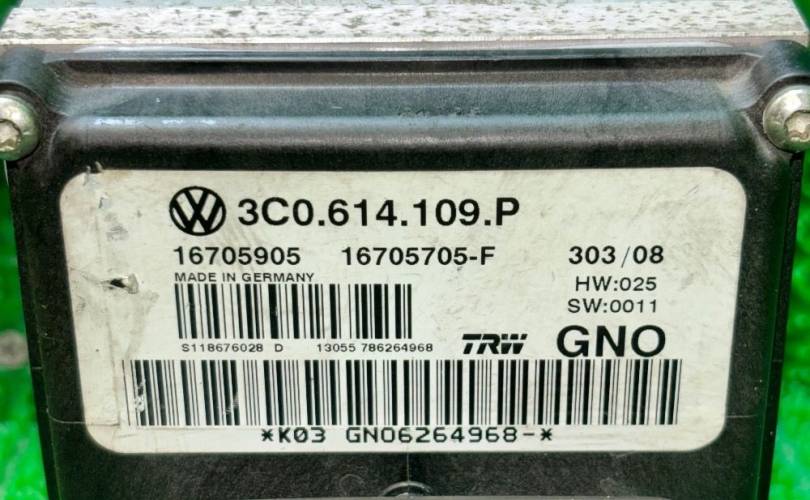 3C0.614.109.P
16705905 16705705-F 303/08
MADE IN GERMANY
HW:025
SW:0011
S118676028 D 13055 786264968
TRW GNO
*K03 GNO6264968-*